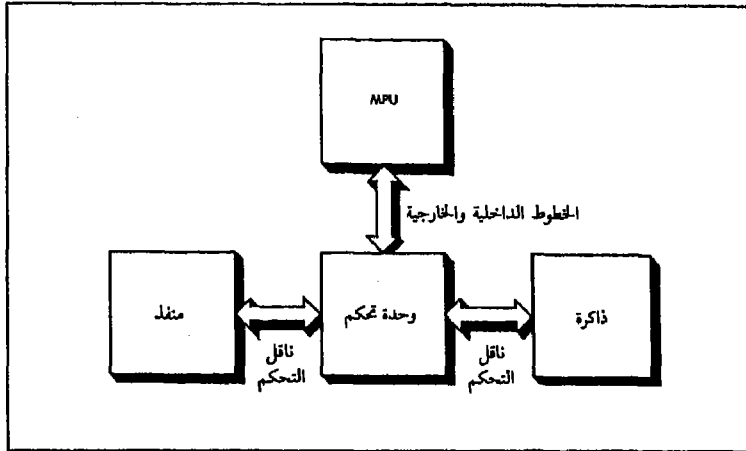 MPU
الخطوط الداخلية والخارجية
ذاكرة
وحدة تحكم
منفذ
ناقل
التحكم
ناقل
التحكم